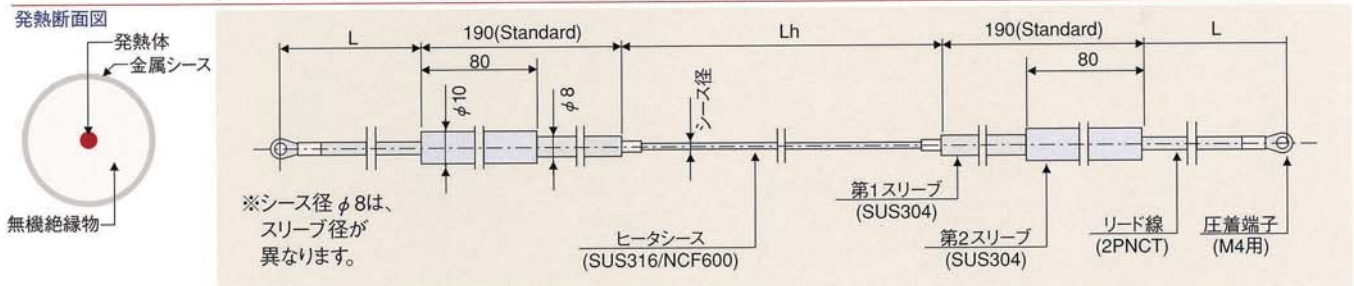 発熱断面図
発熱体
金属シース
無機絶縁物
L
190(Standard)
Lh
190(Standard)
L
80
80
φ10
φ8
シース径
※シース径φ8は、
スリーブ径が
異なります。
ヒータシース
(SUS316/NCF600)
第1スリーブ
(SUS304)
第2スリーブ
(SUS304)
リード線
(2PNCT)
圧着端子
(M4用)